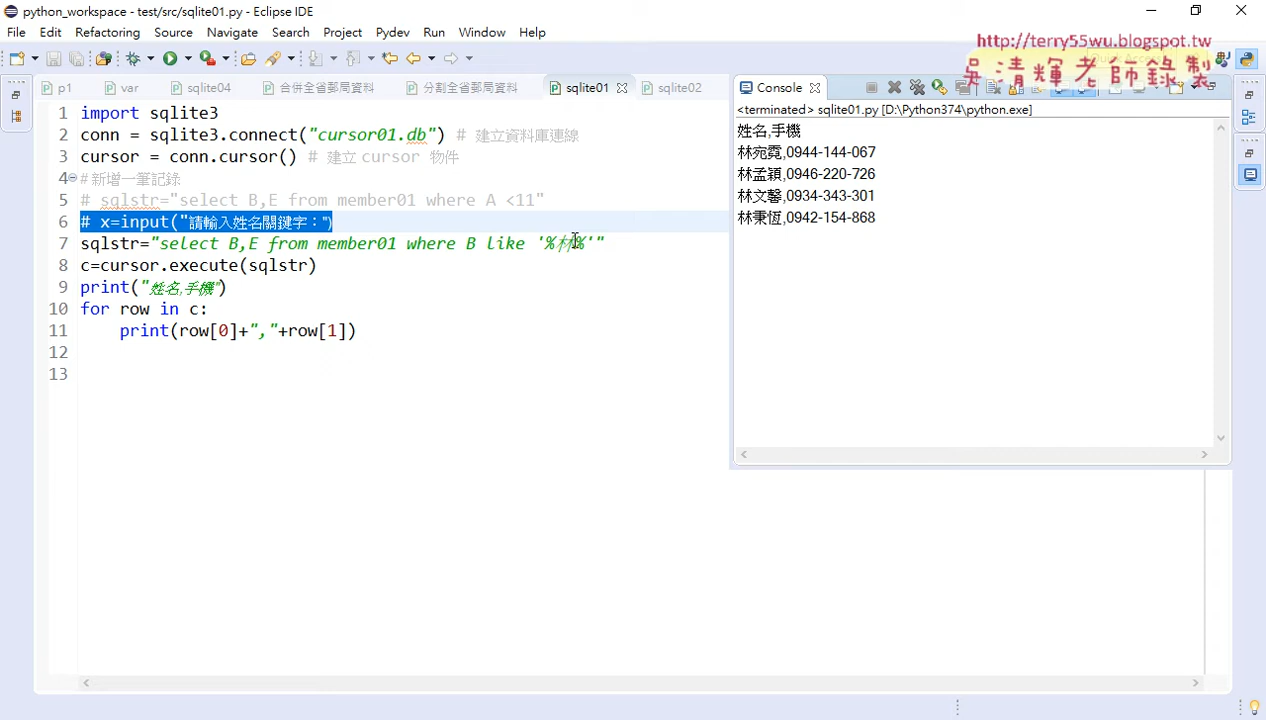 python_workspace - test/src/sqlite01.py - Eclipse IDE
File Edit Refactoring Source Navigate Search Project Pydev Run Window Help
http://terry55wu.blogspot.tw
吳清輝老師錄製
p1 var sqlite04 合併全省郵局資料 分割全省郵局資料 sqlite01 sqlite02
Console
<terminated> sqlite01.py [D:\Python374\python.exe]
1 import sqlite3
2 conn = sqlite3.connect("cursor01.db") # 建立資料庫連線
3 cursor = conn.cursor() # 建立 cursor 物件
4 #新增一筆記錄
5 # sqlstr="select B,E from member01 where A <11"
6 # x=input("請輸入姓名關鍵字：")
7 sqlstr="select B,E from member01 where B like '%林%'"
8 c=cursor.execute(sqlstr)
9 print("姓名,手機")
10 for row in c:
11     print(row[0]+","+row[1])
12
13
姓名,手機
林宛霓,0944-144-067
林孟穎,0946-220-726
林文馨,0934-343-301
林秉恆,0942-154-868